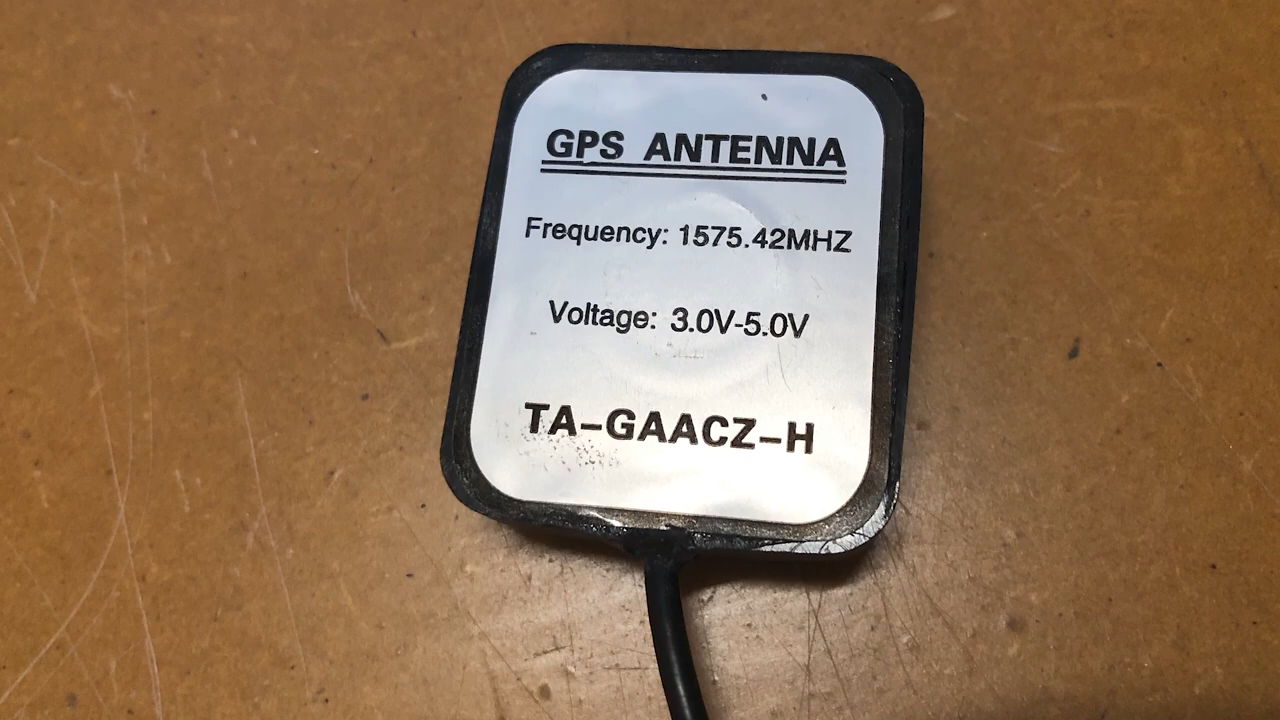 GPS ANTENNA
Frequency: 1575.42MHZ
Voltage: 3.0V-5.0V
TA-GAACZ-H